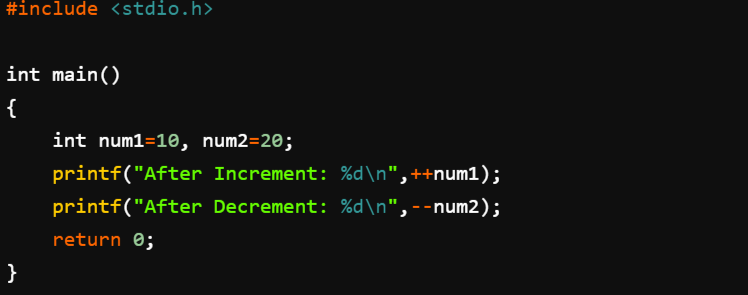 #include <stdio.h>
int main()
{
    int num1=10, num2=20;
    printf("After Increment: %d\n",++num1);
    printf("After Decrement: %d\n",--num2);
    return 0;
}